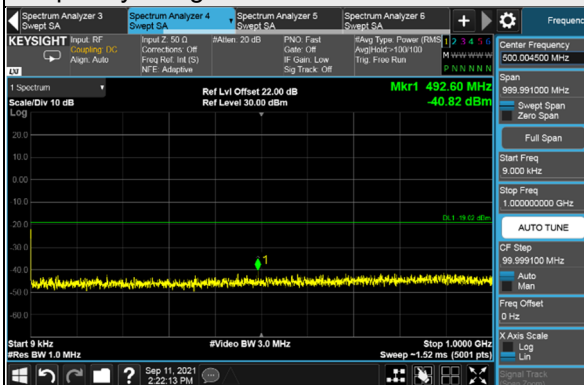 Spectrum Analyzer 3
Swept SA
Spectrum Analyzer 4
Swept SA
Spectrum Analyzer 5
Swept SA
Spectrum Analyzer 6
Swept SA
+
Frequenc
KEYSIGHT
Input: RF
Coupling: DC
Align: Auto
Input Z: 50 Ω
Corrections: Off
Freq Ref: Int (S)
NFE: Adaptive
#Atten: 20 dB
PNO: Fast
Gate: Off
IF Gain: Low
Sig Track: Off
#Avg Type: Power (RMS
Avg|Hold:>100/100
Trig: Free Run
1 2 3 4 5 6
M W W W W W
P N N N N N
LXI
Center Frequency
500.004500 MHz
Span
999.991000 MHz
Swept Span
Zero Span
Full Span
Start Freq
9.000 kHz
Stop Freq
1.000000000 GHz
AUTO TUNE
CF Step
99.999100 MHz
Auto
Man
Freq Offset
0 Hz
X Axis Scale
Log
Lin
Signal Track
1 Spectrum
Scale/Div 10 dB
Ref Lvl Offset 22.00 dB
Ref Level 30.00 dBm
Mkr1 492.60 MHz
-40.82 dBm
Log
20.0
10.0
0.00
-10.0
-20.0
-30.0
-40.0
-50.0
-60.0
DL1 -19.02 dBm
1
Start 9 kHz
#Res BW 1.0 MHz
#Video BW 3.0 MHz
Stop 1.0000 GHz
Sweep ~1.52 ms (5001 pts)
?
Sep 11, 2021
2:22:13 PM